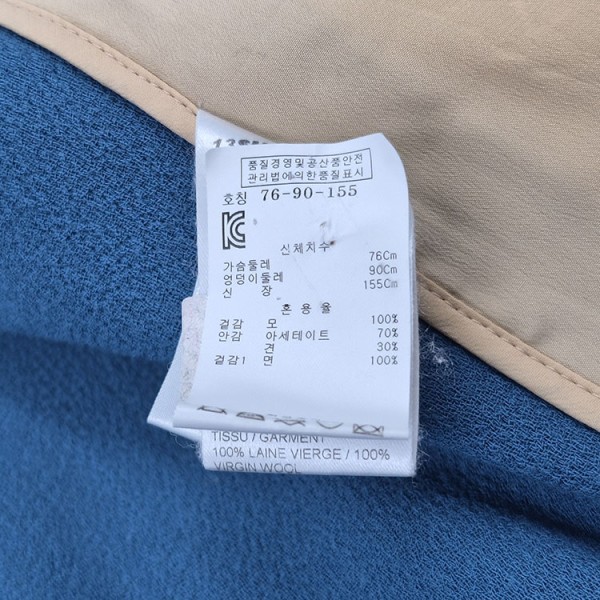 품질경영및공산품안전
관리법에의한품질표시
호칭 76-90-155
신체치수
가슴둘레 76Cm
엉덩이둘레 90Cm
신 장 155Cm
혼 용 율
겉감 모 100%
안감 아세테이트 70%
견 30%
겉감1 면 100%
TISSU / GARMENT
100% LAINE VIERGE / 100%
VIRGIN WOOL